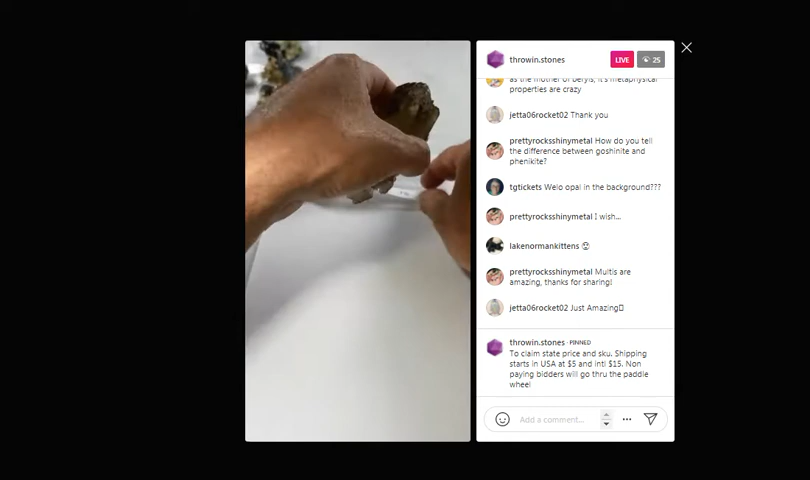 throwin.stones
LIVE
25
as the mother of beryls, it's metaphysical
properties are crazy
jetta06rocket02 Thank you
prettyrocksshinymetal How do you tell
the difference between goshinite and
phenikite?
tgtickets Welo opal in the background???
prettyrocksshinymetal I wish...
lakenormankittens
prettyrocksshinymetal Multis are
amazing, thanks for sharing!
jetta06rocket02 Just Amazing
throwin.stones · PINNED
To claim state price and sku. Shipping
starts in USA at $5 and intl $15. Non
paying bidders will go thru the paddle
wheel
Add a comment...